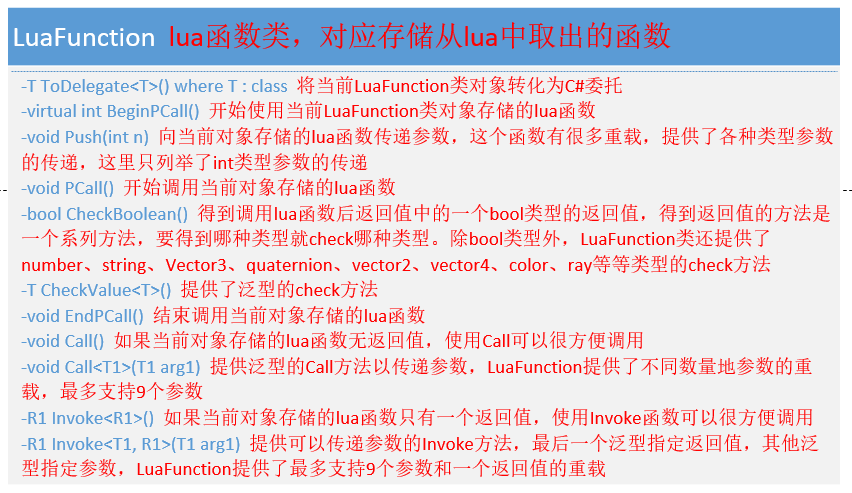 LuaFunction lua函数类，对应存储从lua中取出的函数
-T ToDelegate<T>() where T : class 将当前LuaFunction类对象转化为C#委托
-virtual int BeginPCall() 开始使用当前LuaFunction类对象存储的lua函数
-void Push(int n) 向当前对象存储的lua函数传递参数，这个函数有很多重载，提供了各种类型参数
的传递，这里只列举了int类型参数的传递
-void PCall() 开始调用当前对象存储的lua函数
-bool CheckBoolean() 得到调用lua函数后返回值中的一个bool类型的返回值，得到返回值的方法是
一个系列方法，要得到哪种类型就check哪种类型。除bool类型外，LuaFunction类还提供了
number、string、Vector3、quaternion、vector2、vector4、color、ray等等类型的check方法
-T CheckValue<T>() 提供了泛型的check方法
-void EndPCall() 结束调用当前对象存储的lua函数
-void Call() 如果当前对象存储的lua函数无返回值，使用Call可以很方便调用
-void Call<T1>(T1 arg1) 提供泛型的Call方法以传递参数，LuaFunction提供了不同数量地参数的重
载，最多支持9个参数
-R1 Invoke<R1>() 如果当前对象存储的lua函数只有一个返回值，使用Invoke函数可以很方便调用
-R1 Invoke<T1, R1>(T1 arg1) 提供可以传递参数的Invoke方法，最后一个泛型指定返回值，其他泛
型指定参数，LuaFunction提供了最多支持9个参数和一个返回值的重载